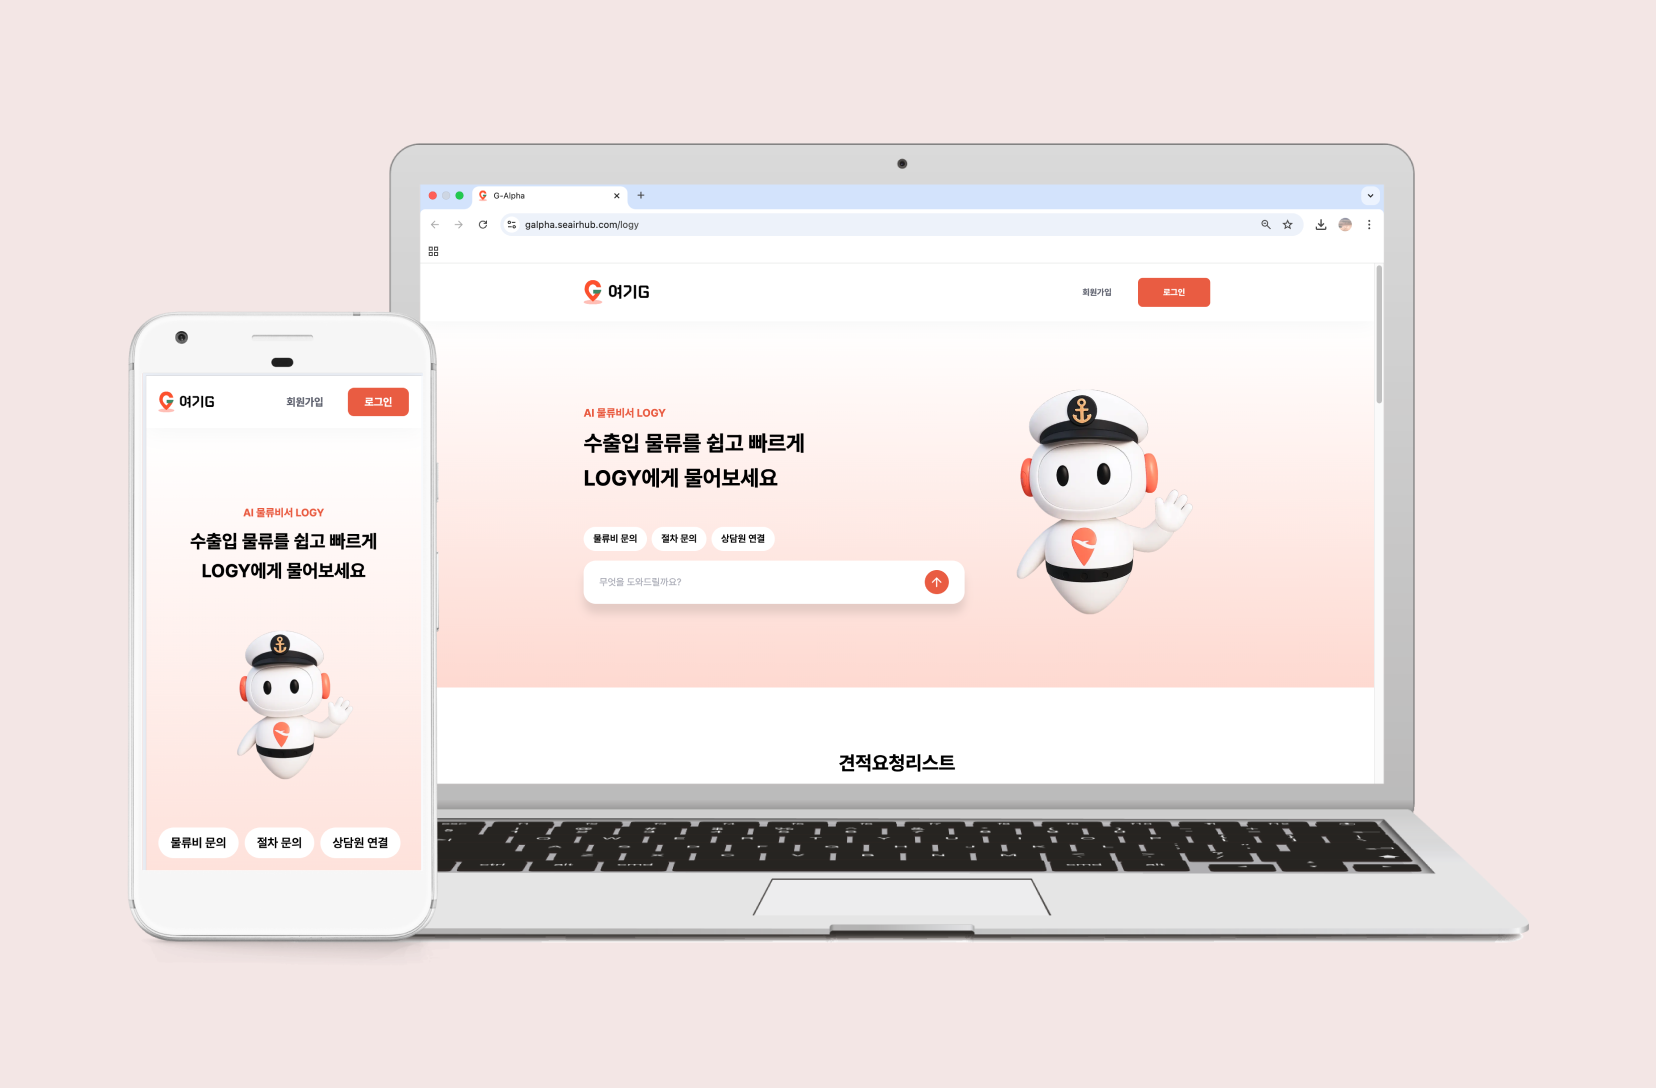 G-Alpha
galpha.seairhub.com/logy
여기G
회원가입
로그인
AI 물류비서 LOGY
수출입 물류를 쉽고 빠르게
LOGY에게 물어보세요
물류비 문의
절차 문의
상담원 연결
무엇을 도와드릴까요?
견적요청리스트
여기G
회원가입
로그인
AI 물류비서 LOGY
수출입 물류를 쉽고 빠르게
LOGY에게 물어보세요
물류비 문의
절차 문의
상담원 연결